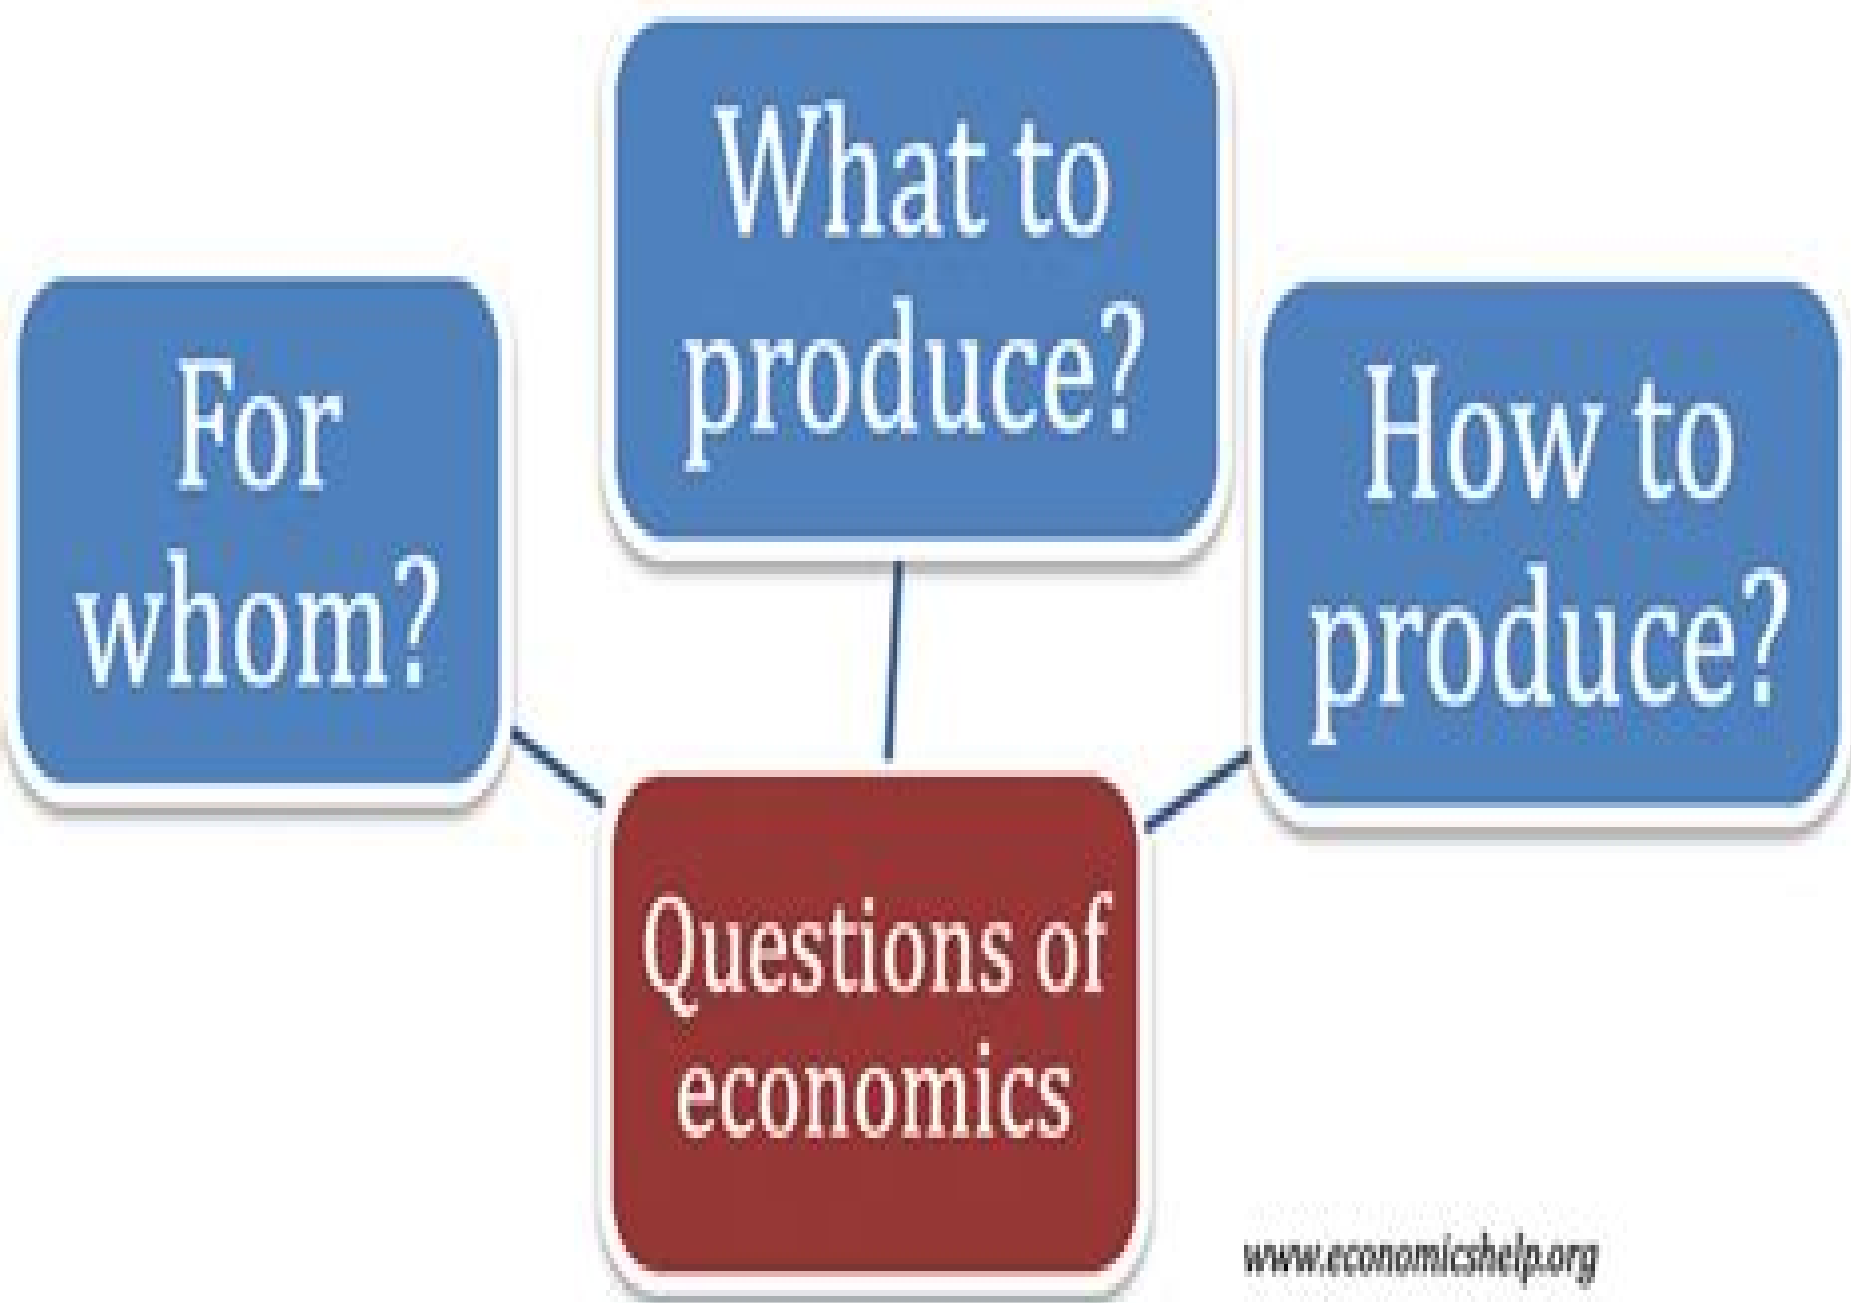 What to
produce?
For
whom?
How to
produce?
Questions of
economics
www.economicshelp.org